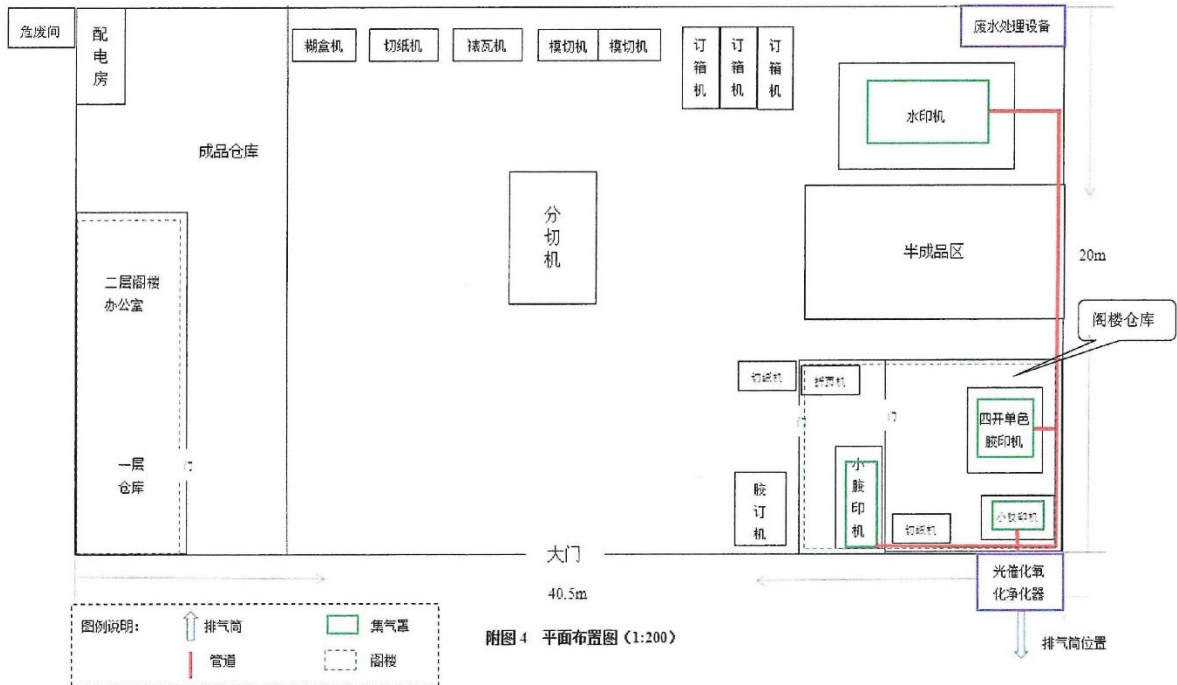 危废间
配电房
糊盒机
切纸机
裱瓦机
模切机
模切机
订箱机
订箱机
订箱机
废水处理设备
水印机
成品仓库
分切机
半成品区
20m
二层阁楼
办公室
阁楼仓库
切纸机
折页机
门
门
四开单色
胶印机
一层
仓库
门
胶订机
小胶印机
切纸机
小胶印机
大门
40.5m
光催化氧
化净化器
排气筒位置
图例说明：
排气筒
集气罩
管道
阁楼
附图 4 平面布置图（1:200）